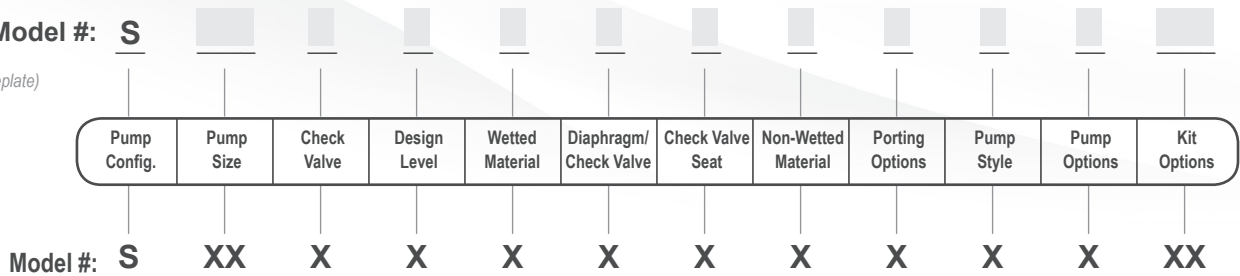 Model #: S
plate)
Pump Config. Pump Size Check Valve Design Level Wetted Material Diaphragm/ Check Valve Check Valve Seat Non-Wetted Material Porting Options Pump Style Pump Options Kit Options
Model #: S XX X X X X X X X X X XX